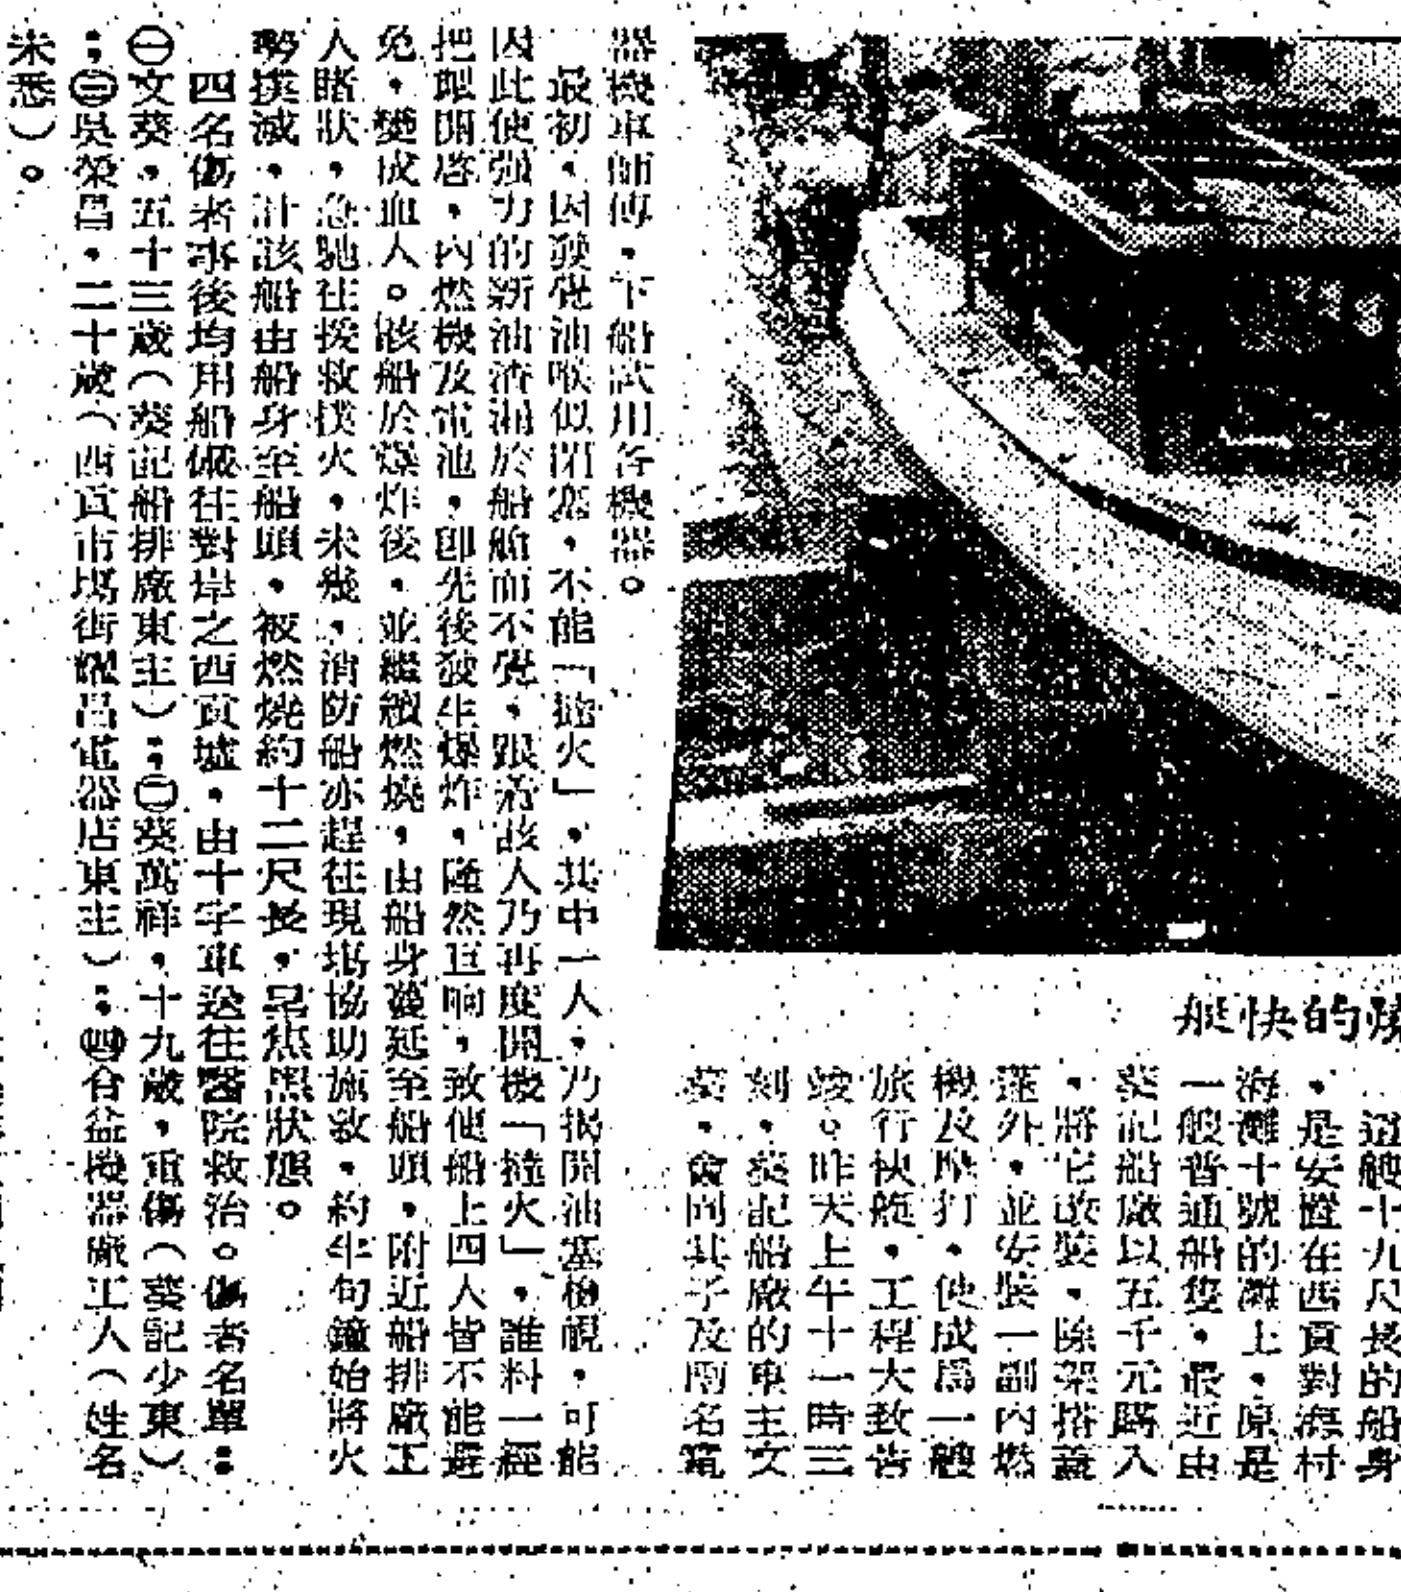 燒的快艇
這艘十九尺長的船身
，是安置在西貢對海村
海灘十號的灘上，原是
一般普通船隻，最近由
葵記船廠以五千元購入
，將它改裝，除架搭蓋
蓬外，並安裝一副內燃
機及摩打，使成爲一艘
旅行快艇，工程大致告
竣。昨天上午十一時三
刻，葵記船廠的東主文
葵，會同其子及兩名電
器機車師傅，下船試用各機器。
最初，因發覺油喉似閉塞，不能「撻火」，其中一人，乃揭開油塞檢視，可能
因此使强力的新油渣漏於船舱而不覺，跟着該人乃再度開機「撻火」，誰料一經
把掣開啓，內燃機及電池，即先後發生爆炸，隆然巨响，致使船上四人皆不能避
免，變成血人。該船於爆炸後，並繼續燃燒，由船身蔓延至船頭，附近船排廠工
人睹狀，急馳往援救撲火，未幾，消防船亦趕往現場協助施救，約半句鐘始將火
勢撲滅，計該船由船身至船頭，被燃燒約十二尺長，呈焦黑狀態。
四名傷者事後均用船儎往對岸之西貢墟，由十字車送往醫院救治。傷者名單：
㊀文葵，五十三歲（葵記船排廠東主）；㊁葵萬祥，十九歲，重傷（葵記少東）
；㊂吳榮昌，二十歲（西貢市場街耀昌電器店東主）；㊃合益機器廠工人（姓名
未悉）。